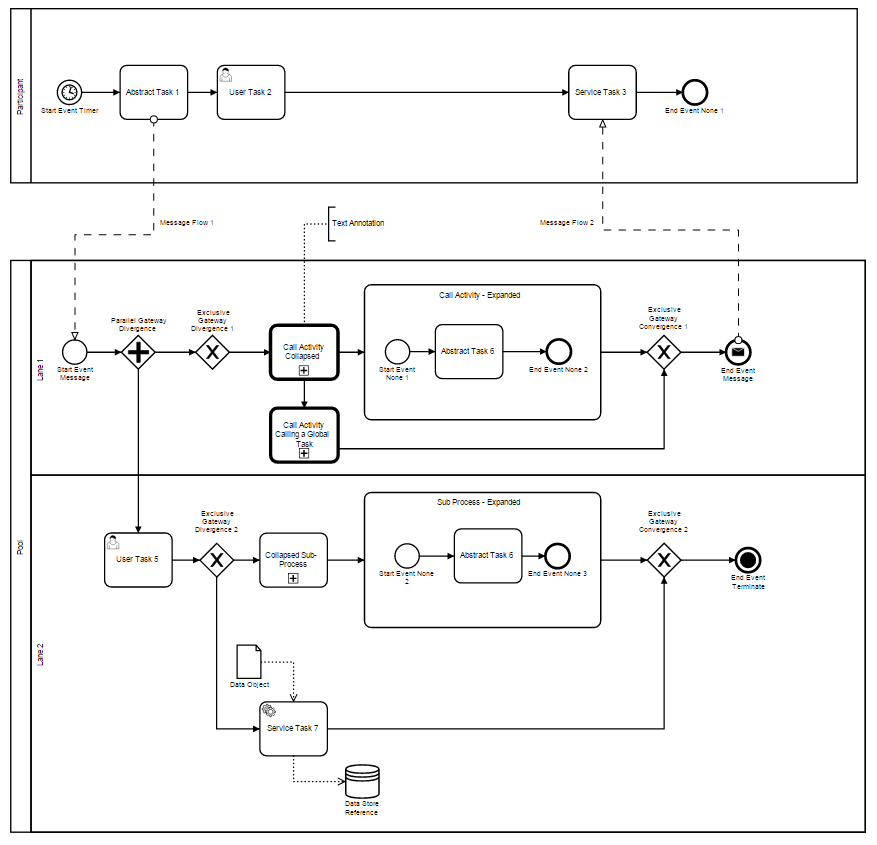 Participant
Start Event Timer
Abstract Task 1
User Task 2
Service Task 3
End Event None 1
Message Flow 1
Text Annotation
Message Flow 2
Pool
Lane 1
Start Event
Message
Parallel Gateway
Divergence
Exclusive
Gateway
Divergence 1
Call Activity
Collapsed
Call Activity
Calling a Global
Task
Call Activity - Expanded
Start Event
None 1
Abstract Task 6
End Event None 2
Exclusive
Gateway
Convergence 1
End Event
Message
Lane 2
User Task 5
Exclusive
Gateway
Divergence 2
Collapsed Sub-
Process
Sub Process - Expanded
Start Event None
2
Abstract Task 6
End Event None 3
Exclusive
Gateway
Convergence 2
End Event
Terminate
Data Object
Service Task 7
Data Store
Reference